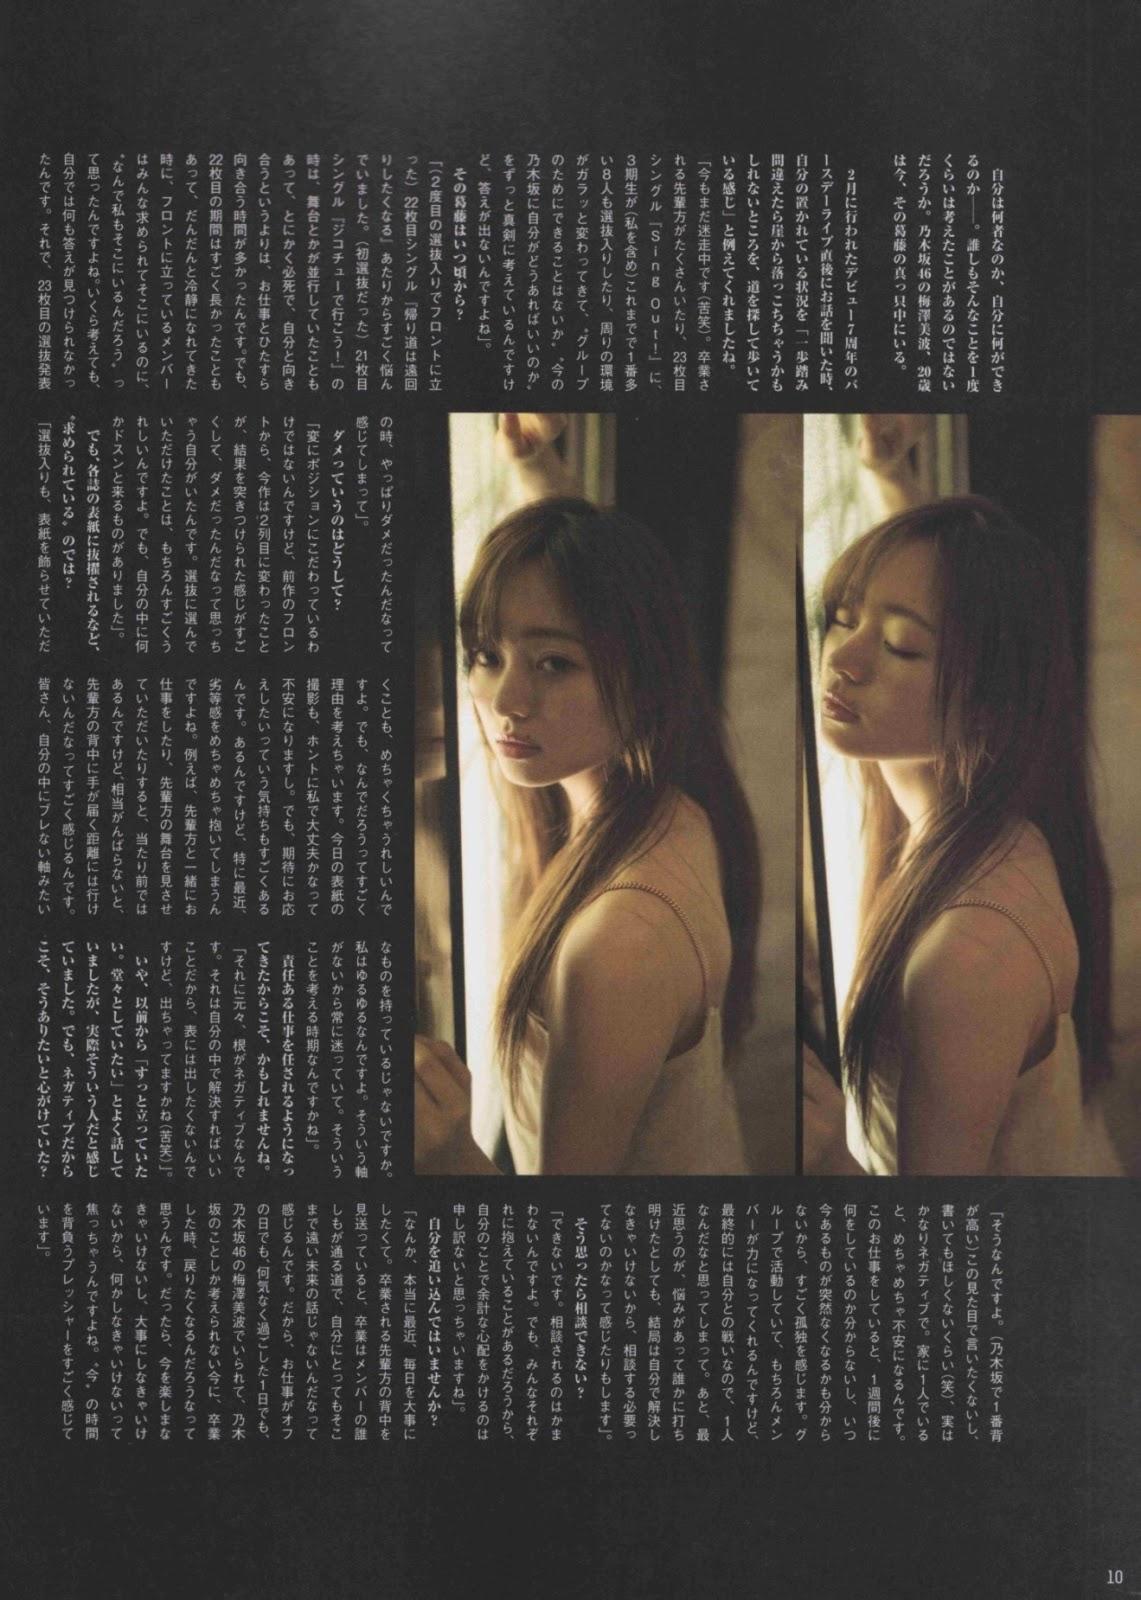 自分は何者なのか、自分に何ができ
るのか――。誰しもそんなことを1度
くらいは考えたことがあるのではない
だろうか。乃木坂46の梅澤美波、20歳
は今、その葛藤の真っ只中にいる。
2月に行われたデビュー7周年のバ
ースデーライブ直後にお話を聞いた時、
自分の置かれている状況を「一歩踏み
間違えたら崖から落っこちちゃうかも
しれないところを、道を探して歩いて
いる感じ」と例えてくれましたね。
「今もまだ迷走中です(苦笑)。卒業さ
れる先輩方がたくさんいたり、23枚目
シングル『Sing Out!』に、
3期生が(私を含め)これまでで1番多
い8人も選抜入りしたり、周りの環境
がガラッと変わってきて、“グループ
のためにできることはないか”“今の
乃木坂に自分がどうあればいいのか”
をずっと真剣に考えているんですけ
ど、答えが出ないんですよね」。
その葛藤はいつ頃から?
「(2度目の選抜入りでフロントに立
った)22枚目シングル『帰り道は遠回
りしたくなる』あたりからすごく悩ん
でいました。(初選抜だった)21枚目
シングル『ジコチューで行こう!』の
時は、舞台とかが並行していたことも
あって、とにかく必死で、自分と向き
合うというよりは、お仕事とひたすら
向き合う時間が多かったんです。でも、
22枚目の期間はすごく長かったことも
あって、だんだんと冷静になれてきた
時に、フロントに立っているメンバー
はみんな求められてそこにいるのに、
“なんで私もそこにいるんだろう”っ
て思ったんですよね。いくら考えても、
自分では何も答えが見つけられなかっ
たんです。それで、23枚目の選抜発表
の時、やっぱりダメだったんだなって
感じてしまって」。
ダメっていうのはどうして?
「変にポジションにこだわっているわ
けではないんですけど、前作のフロン
トから、今作は2列目に変わったこと
が、結果を突きつけられた感じがすご
くして、ダメだったんだなって思っち
ゃう自分がいたんです。選抜に選んで
いただけたことは、もちろんすごくう
れしいんですよ。でも、自分の中に何
かドスンと来るものがありました」。
でも、各誌の表紙に抜擢されるなど、
“求められている”のでは?
「選抜入りも、表紙を飾らせていただ
くことも、めちゃくちゃうれしいんで
すよ。でも、なんでだろうってすごく
理由を考えちゃいます。今日の表紙の
撮影も、ホントに私で大丈夫かなって
不安になりますし。でも、期待にお応
えしたいっていう気持ちもすごくある
んです。あるんですけど、特に最近、
劣等感をめちゃめちゃ抱いてしまうん
ですよね。例えば、先輩方と一緒にお
仕事をしたり、先輩方の舞台を見させ
ていただいたりすると、当たり前では
あるんですけど、相当がんばらないと、
先輩方の背中に手が届く距離には行け
ないんだなってすごく感じるんです。
皆さん、自分の中にブレない軸みたい
なものを持っているじゃないですか。
私はゆるゆるなんですよ。そういう軸
がないから常に迷っていて。そういう
ことを考える時期なんですかね」。
責任ある仕事を任されるようになっ
てきたからこそ、かもしれませんね。
「それに元々、根がネガティブなんで
す。それは自分の中で解決すればいい
ことだから、表には出したくないんで
すけど、出ちゃってますかね(苦笑)」。
いや、以前から「すっと立っていた
い。堂々としていたい」とよく話して
いましたが、実際そういう人だと感じ
ていました。でも、ネガティブだから
こそ、そうありたいと心がけていた?
「そうなんですよ。(乃木坂で1番背
が高い)この見た目で言いたくないし、
書いてもほしくないくらい(笑)、実は
かなりネガティブで。家に1人でいる
と、めちゃめちゃ不安になるんです。
このお仕事をしていると、1週間後に
何をしているのか分からないし、いつ
今あるものが突然なくなるかも分から
ないから、すごく孤独を感じます。グ
ループで活動していて、もちろんメン
バーが力になってくれるんですけど、
最終的には自分との戦いなので、1人
なんだなと思ってしまって。あと、最
近思うのが、悩みがあって誰かに打ち
明けたとしても、結局は自分で解決し
なきゃいけないから、相談する必要っ
てないのかなって感じたりもします」。
そう思ったら相談できない?
「できないです。相談されるのはかま
わないんですよ。でも、みんなそれぞ
れに抱えていることがあるだろうから、
自分のことで余計な心配をかけるのは
申し訳ないと思っちゃいますね」。
自分を追い込んではいませんか?
「なんか、本当に最近、毎日を大事に
したくて。卒業される先輩方の背中を
見送っていると、卒業はメンバーの誰
しもが通る道で、自分にとってもそこ
まで遠い未来の話じゃないんだなって
感じるんです。だから、お仕事がオフ
の日でも、何気なく過ごした1日でも、
乃木坂46の梅澤美波でいられて、乃木
坂のことしか考えられない今に、卒業
した時、戻りたくなるんだろうなって
思うんです。だったら、今を楽しまな
きゃいけないし、大事にしなきゃいけ
ないから、何かしなきゃいけないって
焦っちゃうんですよね。“今”の時間
を背負うプレッシャーをすごく感じて
います」。
10